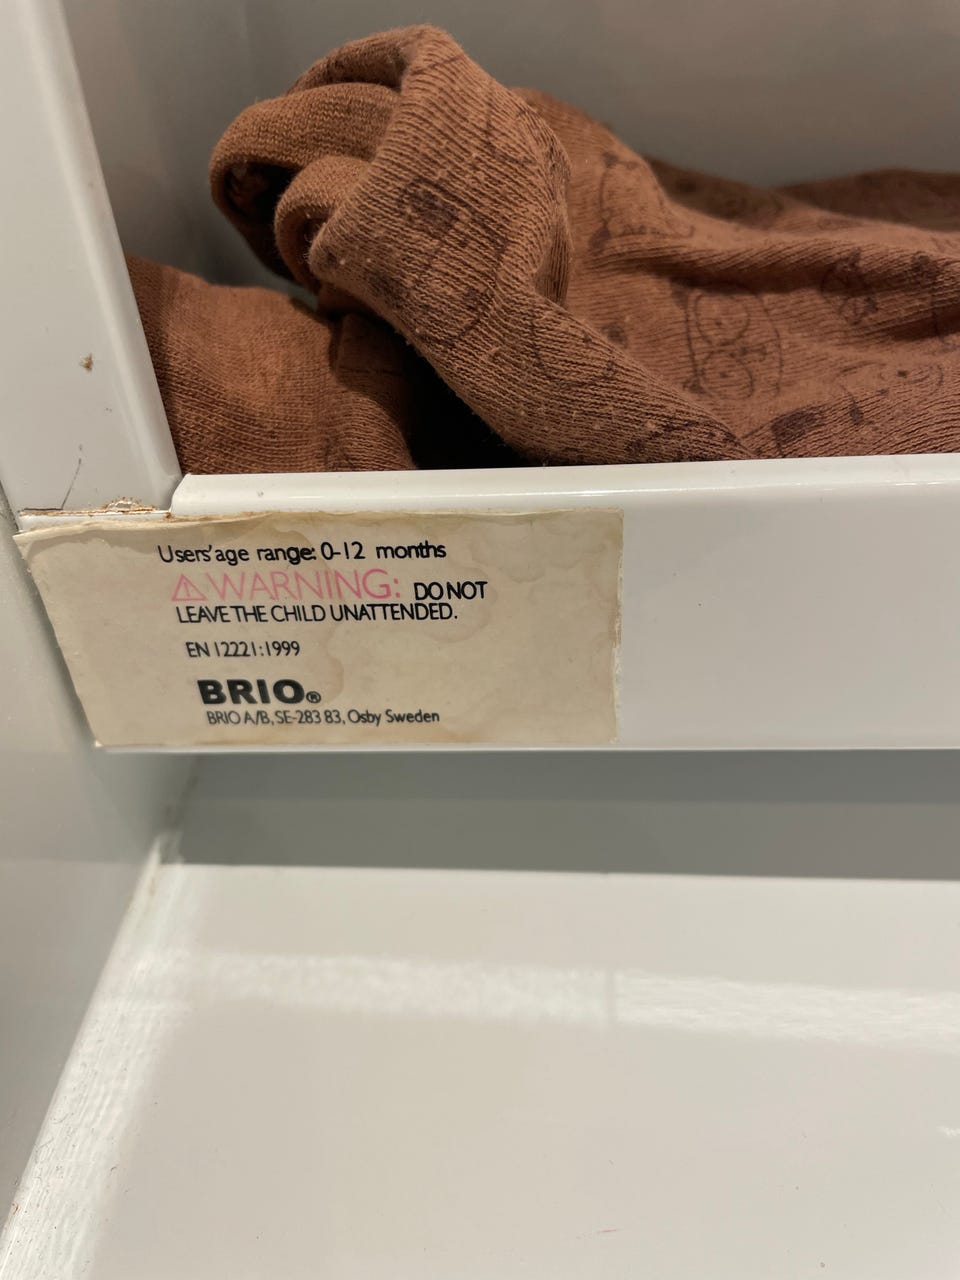 Users' age range: 0-12 months
⚠WARNING: DO NOT
LEAVE THE CHILD UNATTENDED.
EN 12221:1999
BRIO®
BRIO A/B, SE-283 83, Osby Sweden